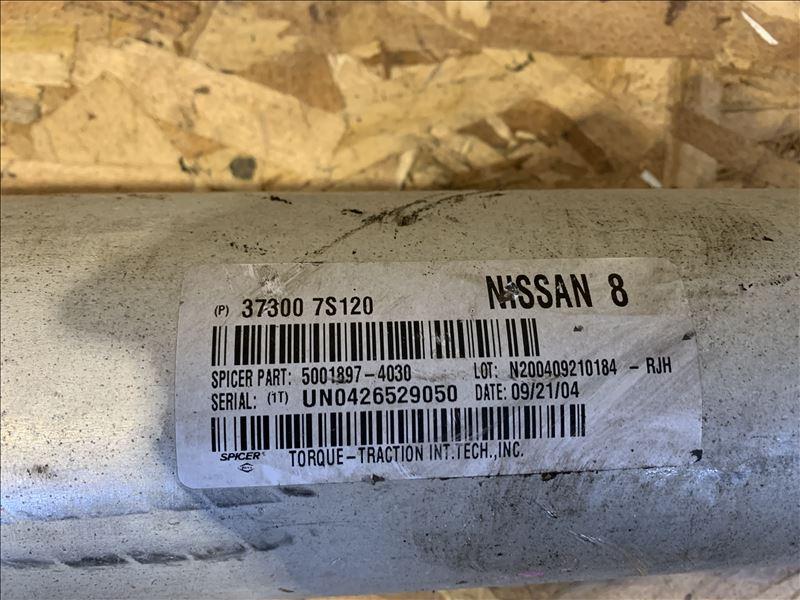 (P) 37300 7S120 NISSAN 8
SPICER PART: 5001897-4030 LOT: N200409210184 - RJH
SERIAL: (1T) UN0426529050 DATE: 09/21/04
SPICER® TORQUE-TRACTION INT.TECH.,INC.